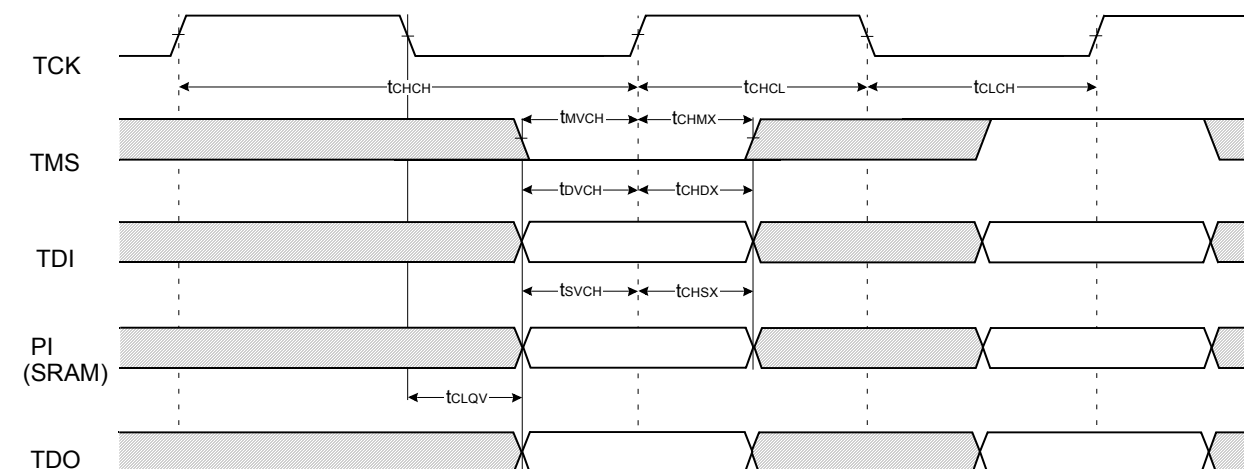 TCK
tCHCH
tCHCL
tCLCH
tMVCH
tCHMX
TMS
tDVCH
tCHDX
TDI
tSVCH
tCHSX
PI
(SRAM)
tCLQV
TDO